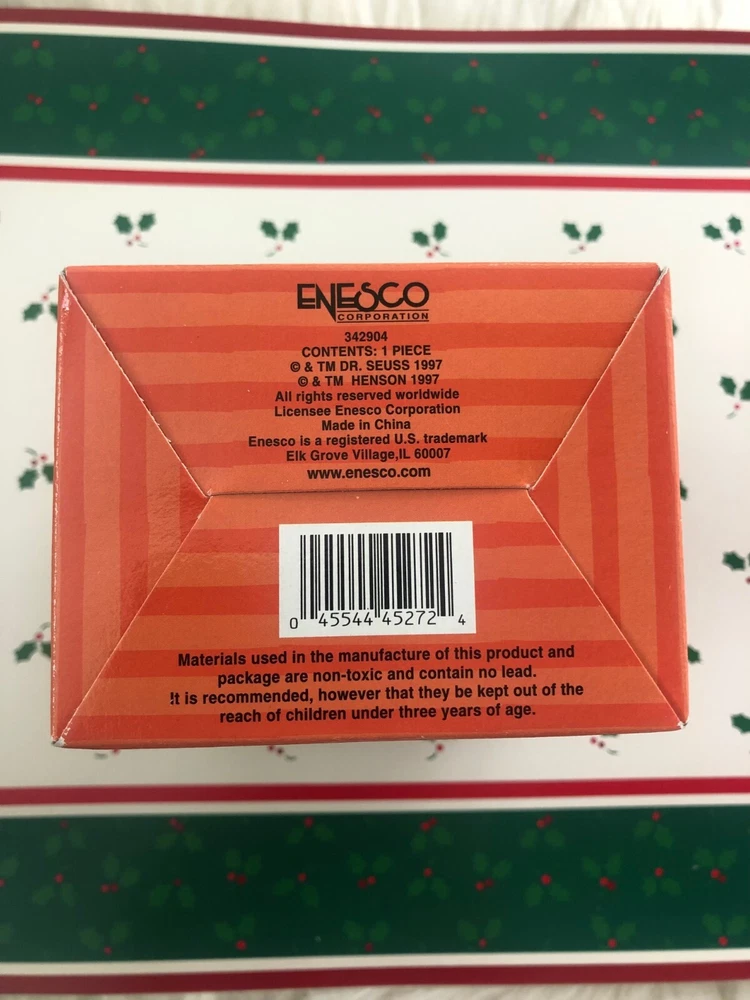 ENESCO
CORPORATION
342904
CONTENTS: 1 PIECE
© & TM DR. SEUSS 1997
© & TM HENSON 1997
All rights reserved worldwide
Licensee Enesco Corporation
Made in China
Enesco is a registered U.S. trademark
Elk Grove Village,IL 60007
www.enesco.com
0 45544 45272 4
Materials used in the manufacture of this product and
package are non-toxic and contain no lead.
It is recommended, however that they be kept out of the
reach of children under three years of age.